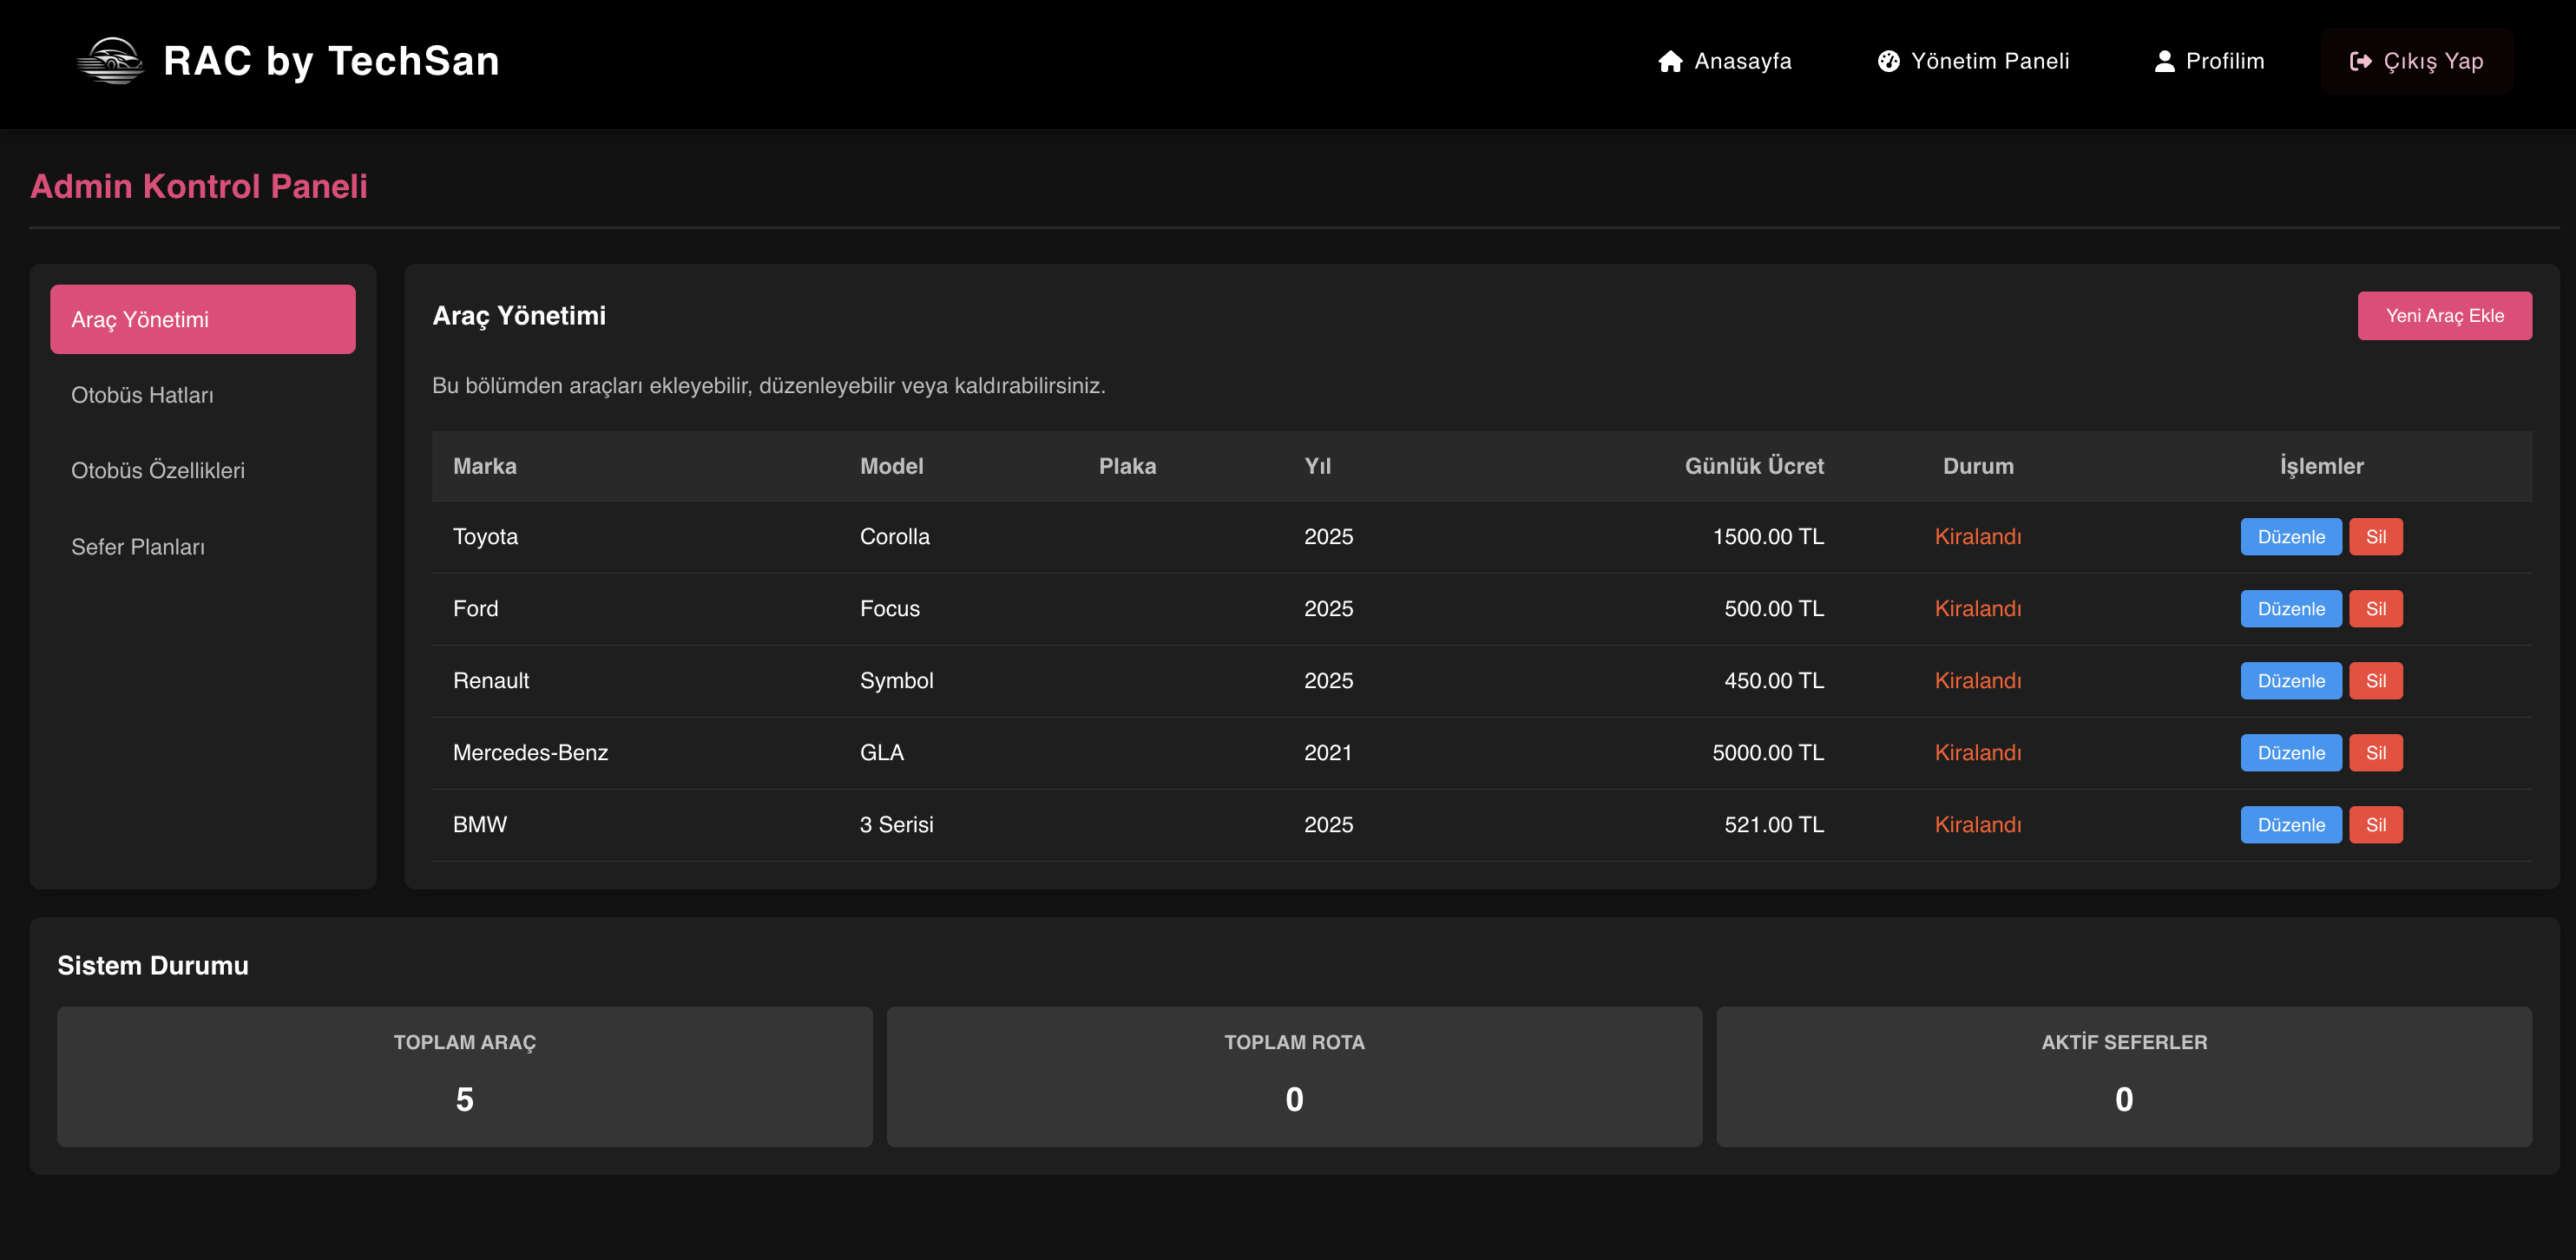 RAC by TechSan
Anasayfa
Yönetim Paneli
Profilim
Çıkış Yap
Admin Kontrol Paneli
Araç Yönetimi
Otobüs Hatları
Otobüs Özellikleri
Sefer Planları
Araç Yönetimi
Yeni Araç Ekle
Bu bölümden araçları ekleyebilir, düzenleyebilir veya kaldırabilirsiniz.
Marka Model Plaka Yıl Günlük Ücret Durum İşlemler
Toyota Corolla 2025 1500.00 TL Kiralandı Düzenle Sil
Ford Focus 2025 500.00 TL Kiralandı Düzenle Sil
Renault Symbol 2025 450.00 TL Kiralandı Düzenle Sil
Mercedes-Benz GLA 2021 5000.00 TL Kiralandı Düzenle Sil
BMW 3 Serisi 2025 521.00 TL Kiralandı Düzenle Sil
Sistem Durumu
TOPLAM ARAÇ
5
TOPLAM ROTA
0
AKTİF SEFERLER
0